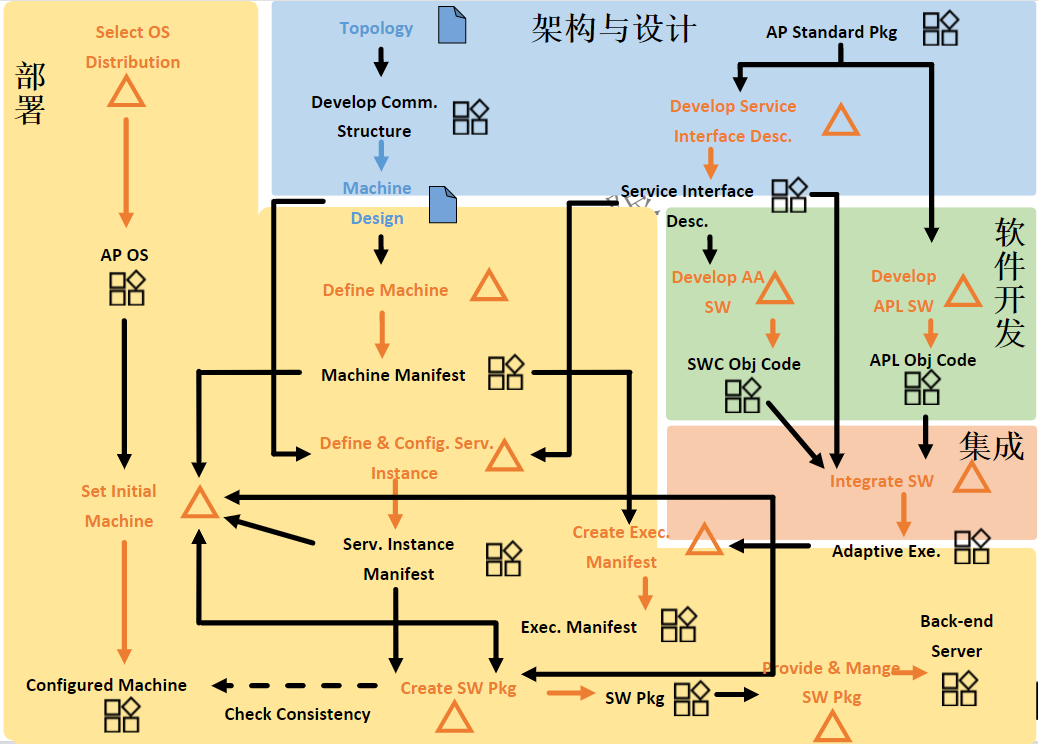 Select OS
Distribution
部
署
Topology
架构与设计
AP Standard Pkg
Develop Comm.
Structure
Develop Service
Interface Desc.
Machine
Design
Service Interface
Desc.
AP OS
Define Machine
Develop AA
SW
Develop
APL SW
软
件
开
发
Machine Manifest
SWC Obj Code
APL Obj Code
Define & Config. Serv.
Instance
集成
Integrate SW
Set Initial
Machine
Serv. Instance
Manifest
Create Exec.
Manifest
Adaptive Exe.
Exec. Manifest
Back-end
Server
Configured Machine
Check Consistency
Create SW Pkg
SW Pkg
Provide & Mange
SW Pkg